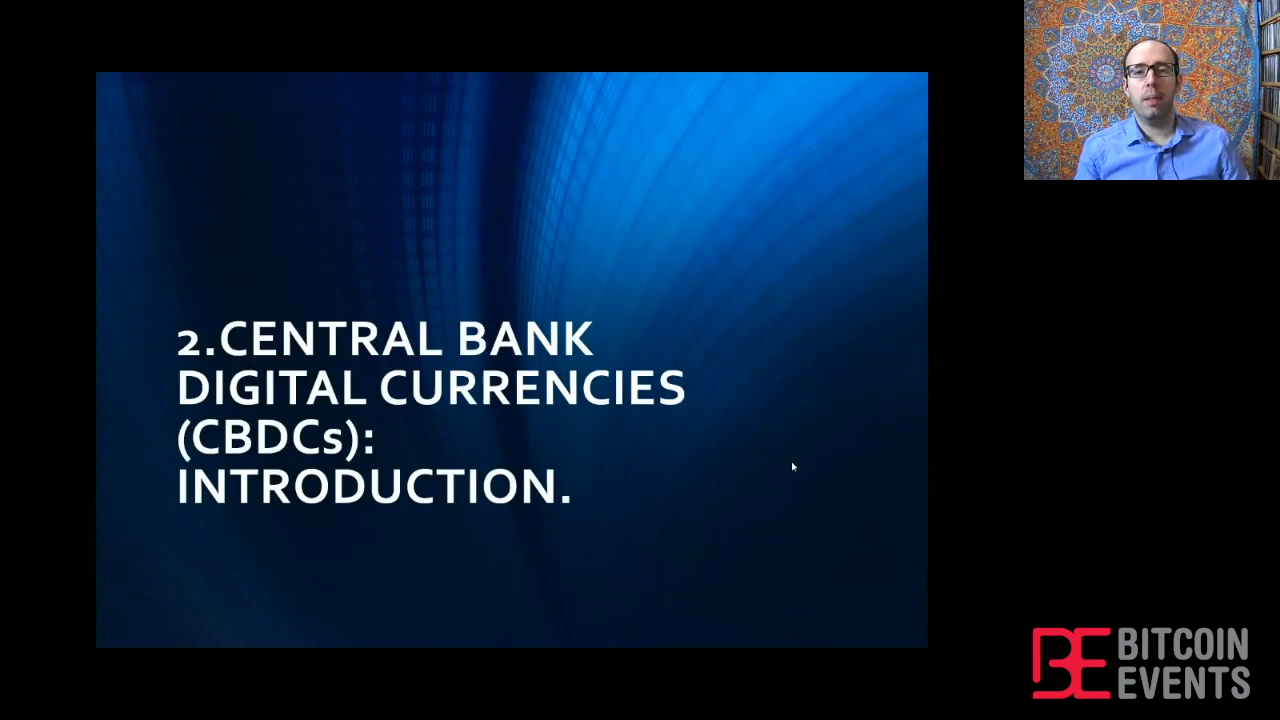 2.CENTRAL BANK
DIGITAL CURRENCIES
(CBDCs):
INTRODUCTION.
BITCOIN
EVENTS